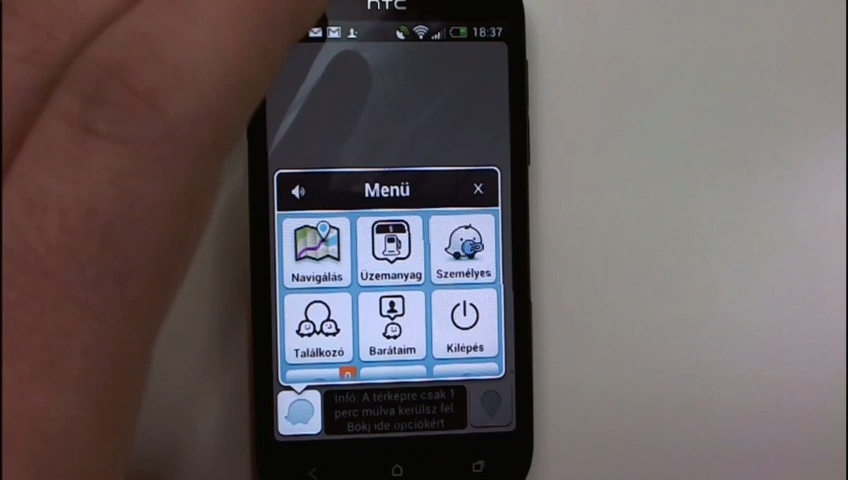 hTC
18:37
Menü
X
Navigálás
Üzemanyag
Személyes
Találkozó
Barátaim
Kilépés
Infó: A térképre csak 1
perc múlva kerülsz fel.
Bökj ide opciókért